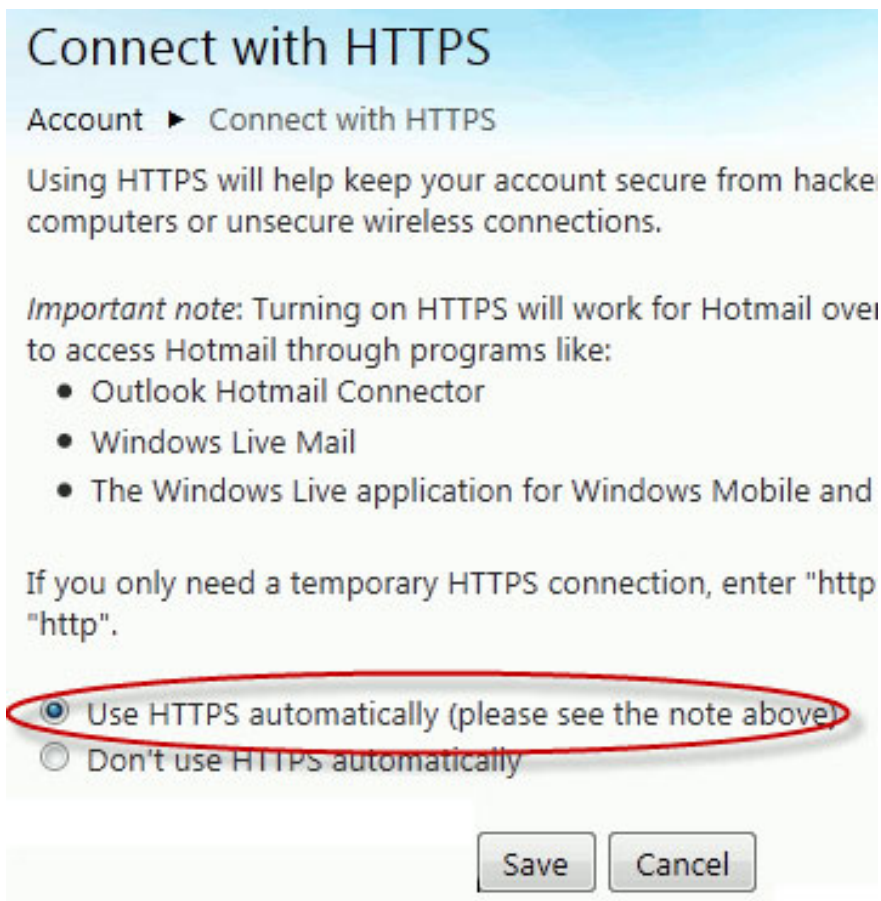 Connect with HTTPS
Account ► Connect with HTTPS
Using HTTPS will help keep your account secure from hacker
computers or unsecure wireless connections.
Important note: Turning on HTTPS will work for Hotmail over
to access Hotmail through programs like:
• Outlook Hotmail Connector
• Windows Live Mail
• The Windows Live application for Windows Mobile and
If you only need a temporary HTTPS connection, enter "http
"http".
Use HTTPS automatically (please see the note above)
Don't use HTTPS automatically
Save Cancel